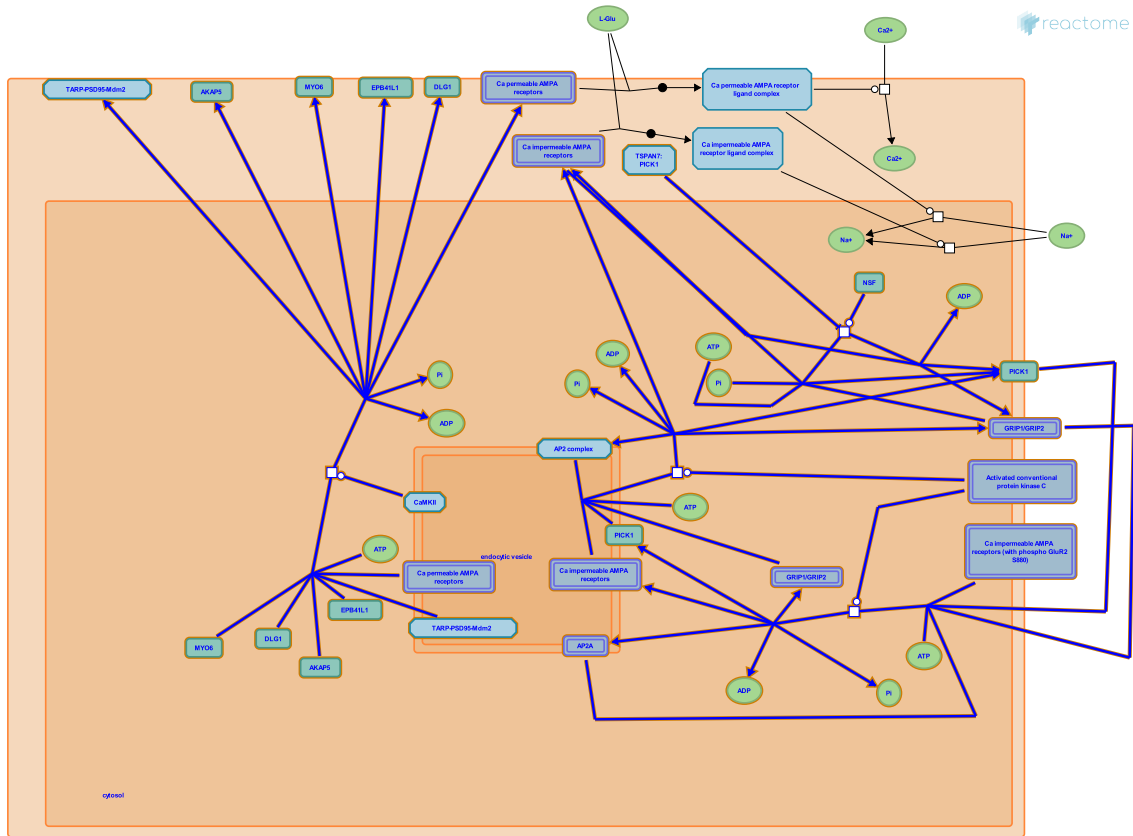 L-Glu
reactome
Ca2+
TARP-PSD95-Mdm2
AKAP5
MYO6
EPB41L1
DLG1
Ca permeable AMPA
receptors
Ca permeable AMPA receptor
ligand complex
Ca impermeable AMPA
receptors
TSPAN7:
PICK1
Ca impermeable AMPA
receptor ligand complex
Ca2+
Na+
Na+
NSF
ADP
ATP
ADP
Pi
Pi
Pi
PICK1
ADP
GRIP1/GRIP2
AP2 complex
Activated conventional
protein kinase C
CaMKII
ATP
PICK1
Ca impermeable AMPA
receptors (with phospho GluR2
S880)
ATP
endocytic vesicle
Ca permeable AMPA
receptors
Ca impermeable AMPA
receptors
GRIP1/GRIP2
EPB41L1
TARP-PSD95-Mdm2
DLG1
MYO6
AP2A
ATP
AKAP5
ADP
Pi
cytosol